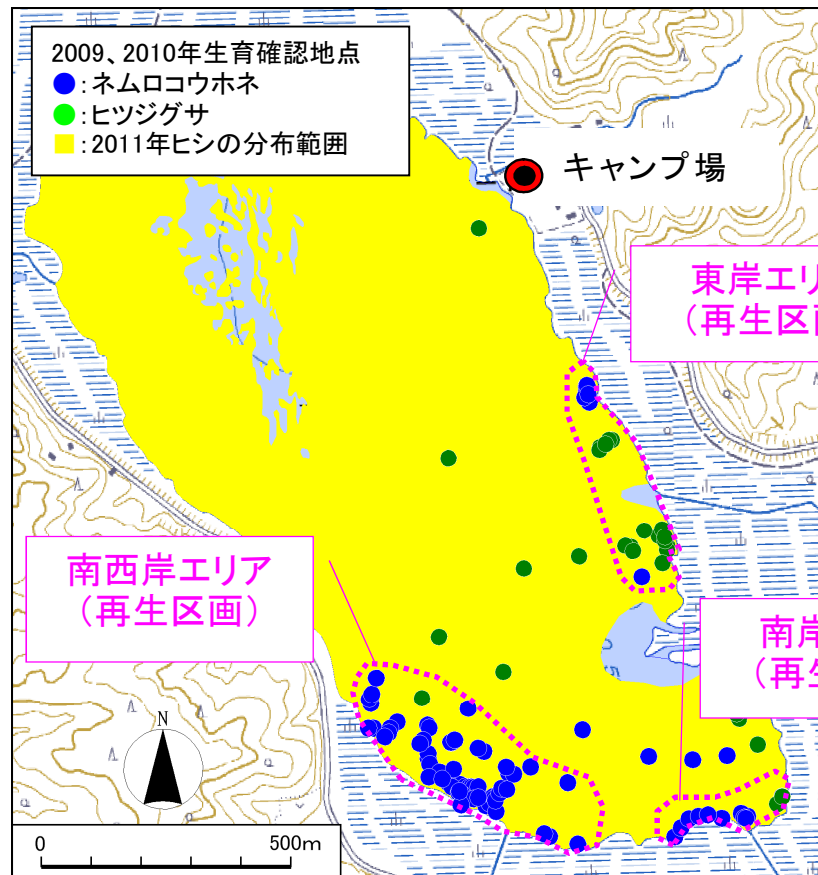 2009、2010年生育確認地点
●:ネムロコウホネ
●:ヒツジグサ
■:2011年ヒシの分布範囲
キャンプ場
東岸エリ
(再生区画
南西岸エリア
(再生区画)
南岸
(再生
N
0
500m